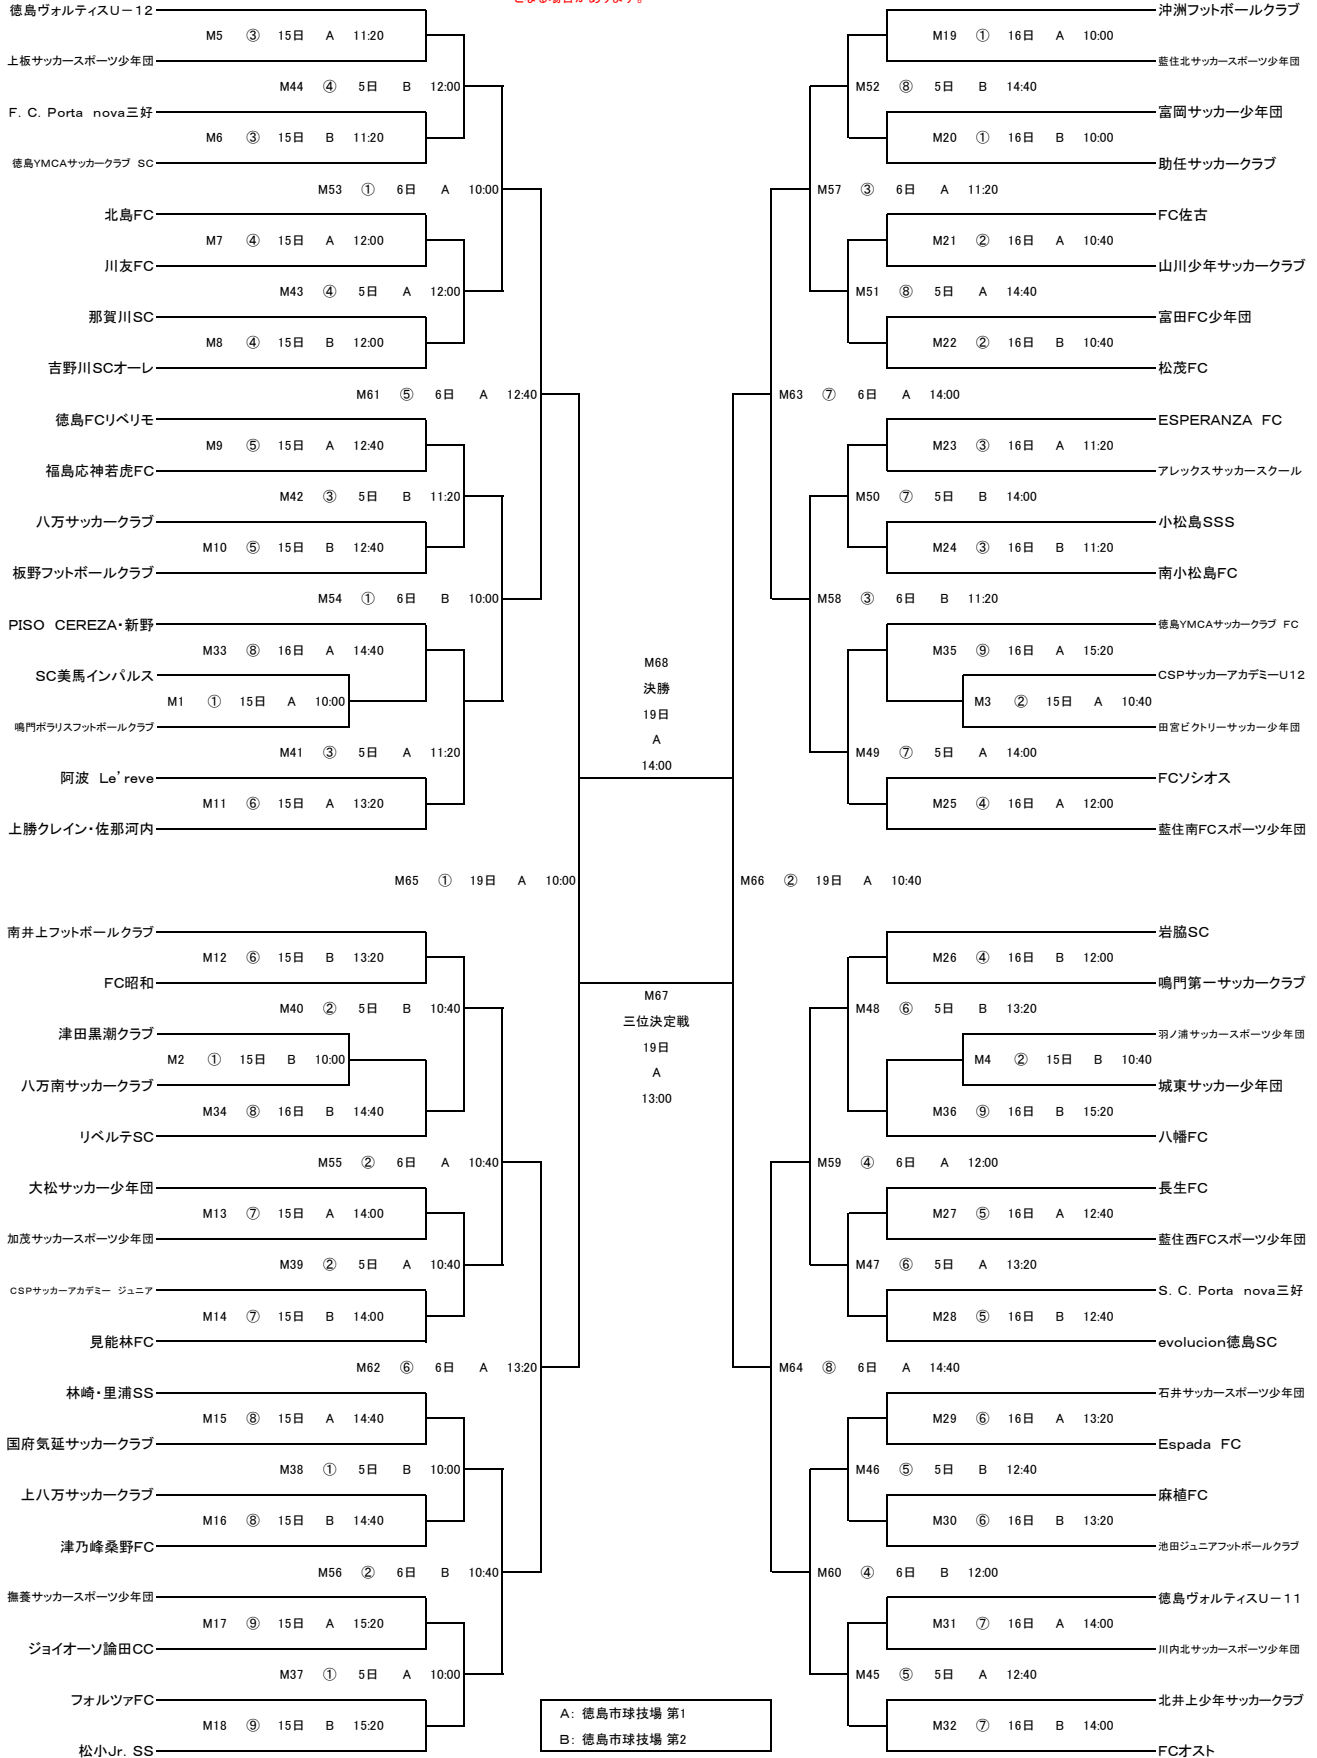 となる場合があります。
徳島ヴォルティスU-12
M5 ③ 15日 A 11:20
上板サッカースポーツ少年団
M44 ④ 5日 B 12:00
F. C. Porta nova三好
M6 ③ 15日 B 11:20
徳島YMCAサッカークラブ SC
M53 ① 6日 A 10:00
北島FC
M7 ④ 15日 A 12:00
川友FC
M43 ④ 5日 A 12:00
那賀川SC
M8 ④ 15日 B 12:00
吉野川SCオーレ
M61 ⑤ 6日 A 12:40
徳島FCリベリモ
M9 ⑤ 15日 A 12:40
福島応神若虎FC
M42 ③ 5日 B 11:20
八万サッカークラブ
M10 ⑤ 15日 B 12:40
板野フットボールクラブ
M54 ① 6日 B 10:00
PISO CEREZA・新野
M33 ⑧ 16日 A 14:40
SC美馬インパルス
M1 ① 15日 A 10:00
鳴門ポラリスフットボールクラブ
M41 ③ 5日 A 11:20
阿波 Le'reve
M11 ⑥ 15日 A 13:20
上勝クレイン・佐那河内
M65 ① 19日 A 10:00
南井上フットボールクラブ
M12 ⑥ 15日 B 13:20
FC昭和
M40 ② 5日 B 10:40
津田黒潮クラブ
M2 ① 15日 B 10:00
八万南サッカークラブ
M34 ⑧ 16日 B 14:40
リベルテSC
M55 ② 6日 A 10:40
大松サッカー少年団
M13 ⑦ 15日 A 14:00
加茂サッカースポーツ少年団
M39 ② 5日 A 10:40
CSPサッカーアカデミー ジュニア
M14 ⑦ 15日 B 14:00
見能林FC
M62 ⑥ 6日 A 13:20
林崎・里浦SS
M15 ⑧ 15日 A 14:40
国府気延サッカークラブ
M38 ① 5日 B 10:00
上八万サッカークラブ
M16 ⑧ 15日 B 14:40
津乃峰桑野FC
M56 ② 6日 B 10:40
撫養サッカースポーツ少年団
M17 ⑨ 15日 A 15:20
ジョイオーソ論田CC
M37 ① 5日 A 10:00
フォルツァFC
M18 ⑨ 15日 B 15:20
松小Jr. SS
M68
決勝
19日
A
14:00
M67
三位決定戦
19日
A
13:00
A: 徳島市球技場 第1
B: 徳島市球技場 第2
沖洲フットボールクラブ
M19 ① 16日 A 10:00
藍住北サッカースポーツ少年団
M52 ⑧ 5日 B 14:40
富岡サッカー少年団
M20 ① 16日 B 10:00
助任サッカークラブ
M57 ③ 6日 A 11:20
FC佐古
M21 ② 16日 A 10:40
山川少年サッカークラブ
M51 ⑧ 5日 A 14:40
富田FC少年団
M22 ② 16日 B 10:40
松茂FC
M63 ⑦ 6日 A 14:00
ESPERANZA FC
M23 ③ 16日 A 11:20
アレックスサッカースクール
M50 ⑦ 5日 B 14:00
小松島SSS
M24 ③ 16日 B 11:20
南小松島FC
M58 ③ 6日 B 11:20
徳島YMCAサッカークラブ FC
M35 ⑨ 16日 A 15:20
CSPサッカーアカデミーU12
M3 ② 15日 A 10:40
田宮ビクトリーサッカー少年団
M49 ⑦ 5日 A 14:00
FCソシオス
M25 ④ 16日 A 12:00
藍住南FCスポーツ少年団
M66 ② 19日 A 10:40
岩脇SC
M26 ④ 16日 B 12:00
鳴門第一サッカークラブ
M48 ⑥ 5日 B 13:20
羽ノ浦サッカースポーツ少年団
M4 ② 15日 B 10:40
城東サッカー少年団
M36 ⑨ 16日 B 15:20
八幡FC
M59 ④ 6日 A 12:00
長生FC
M27 ⑤ 16日 A 12:40
藍住西FCスポーツ少年団
M47 ⑥ 5日 A 13:20
S. C. Porta nova三好
M28 ⑤ 16日 B 12:40
evolucion徳島SC
M64 ⑧ 6日 A 14:40
石井サッカースポーツ少年団
M29 ⑥ 16日 A 13:20
Espada FC
M46 ⑤ 5日 B 12:40
麻植FC
M30 ⑥ 16日 B 13:20
池田ジュニアフットボールクラブ
M60 ④ 6日 B 12:00
徳島ヴォルティスU-11
M31 ⑦ 16日 A 14:00
川内北サッカースポーツ少年団
M45 ⑤ 5日 A 12:40
北井上少年サッカークラブ
M32 ⑦ 16日 B 14:00
FCオスト